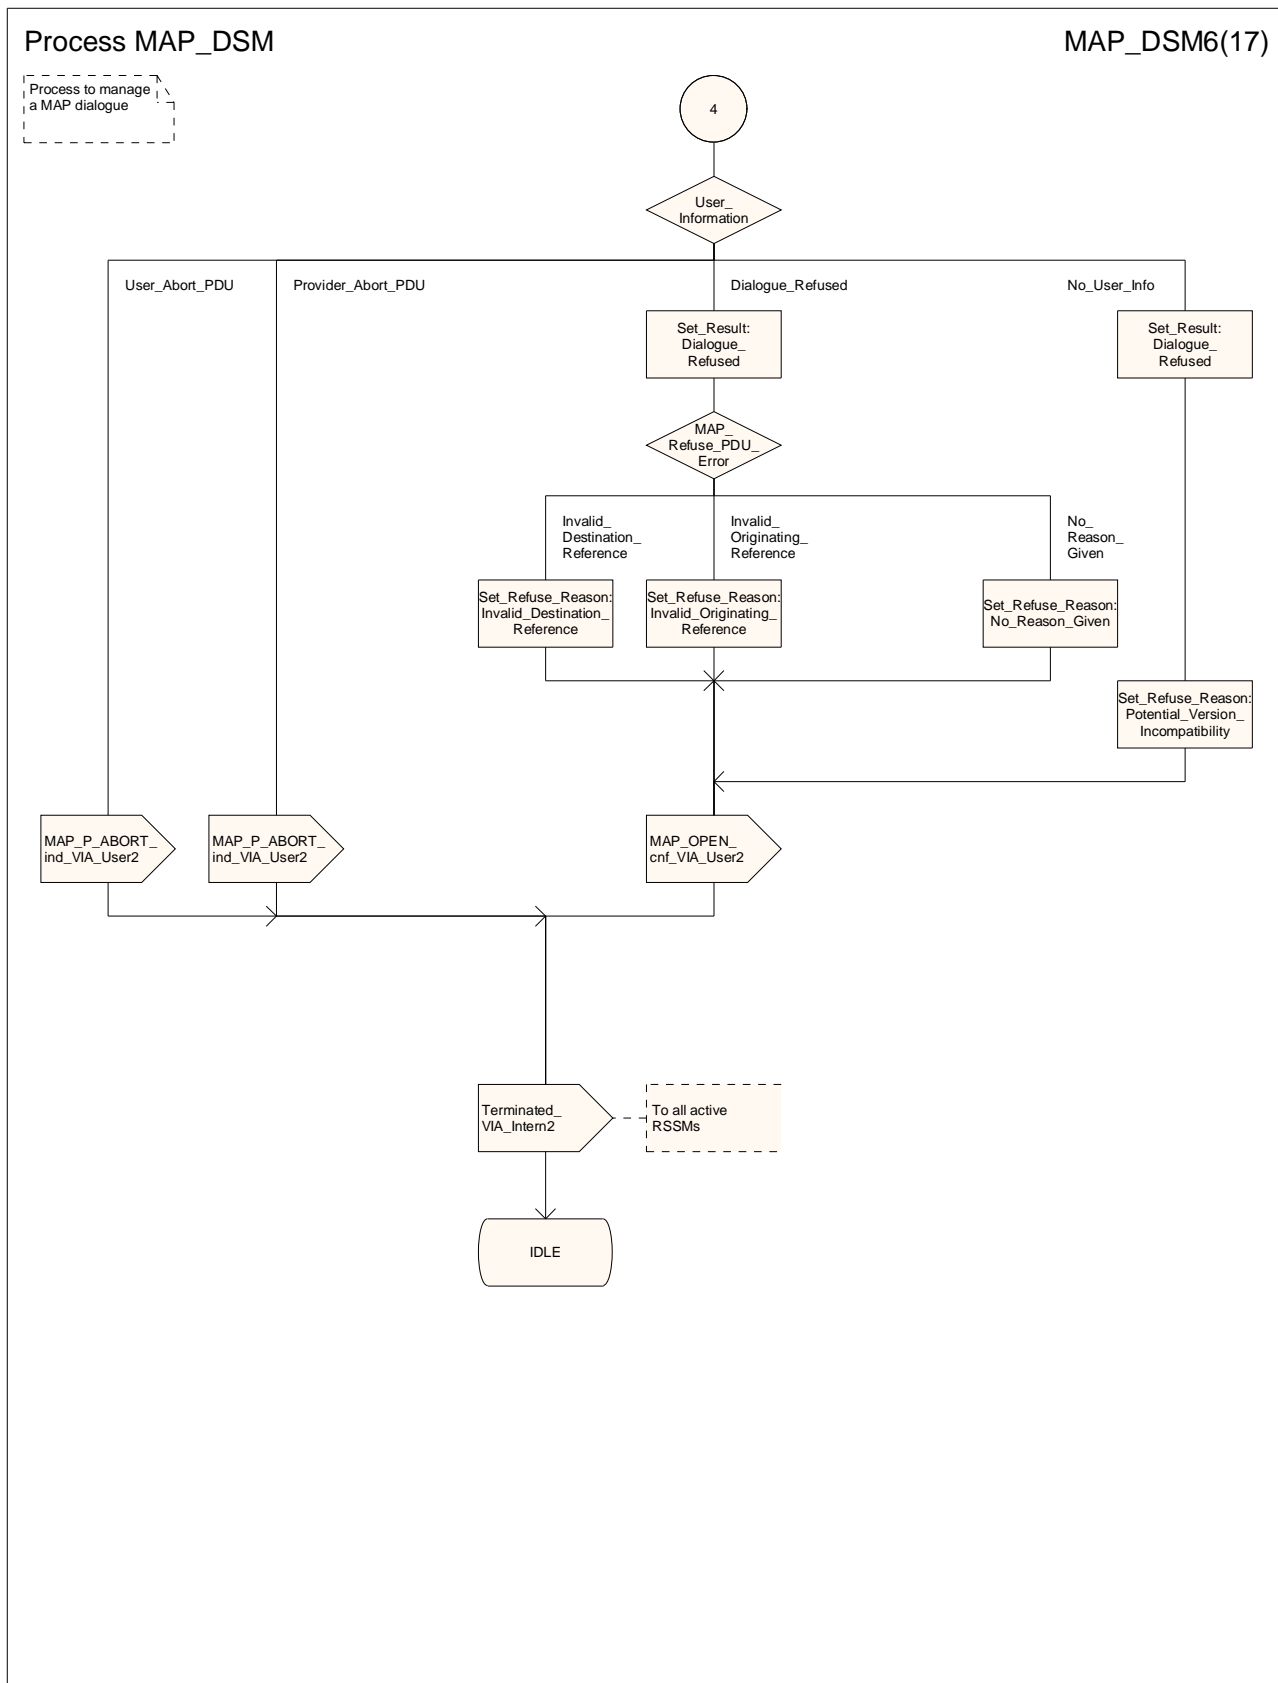 Process MAP_DSM
MAP_DSM6(17)
Process to manage
a MAP dialogue
4
User_
Information
User_Abort_PDU
Provider_Abort_PDU
Dialogue_Refused
No_User_Info
Set_Result:
Dialogue_
Refused
Set_Result:
Dialogue_
Refused
MAP_
Refuse_PDU_
Error
Invalid_
Destination_
Reference
Invalid_
Originating_
Reference
No_
Reason_
Given
Set_Refuse_Reason:
Invalid_Destination_
Reference
Set_Refuse_Reason:
Invalid_Originating_
Reference
Set_Refuse_Reason:
No_Reason_Given
Set_Refuse_Reason:
Potential_Version_
Incompatibility
MAP_P_ABORT_
ind_VIA_User2
MAP_P_ABORT_
ind_VIA_User2
MAP_OPEN_
cnf_VIA_User2
Terminated_
VIA_Intern2
To all active
RSSMs
IDLE